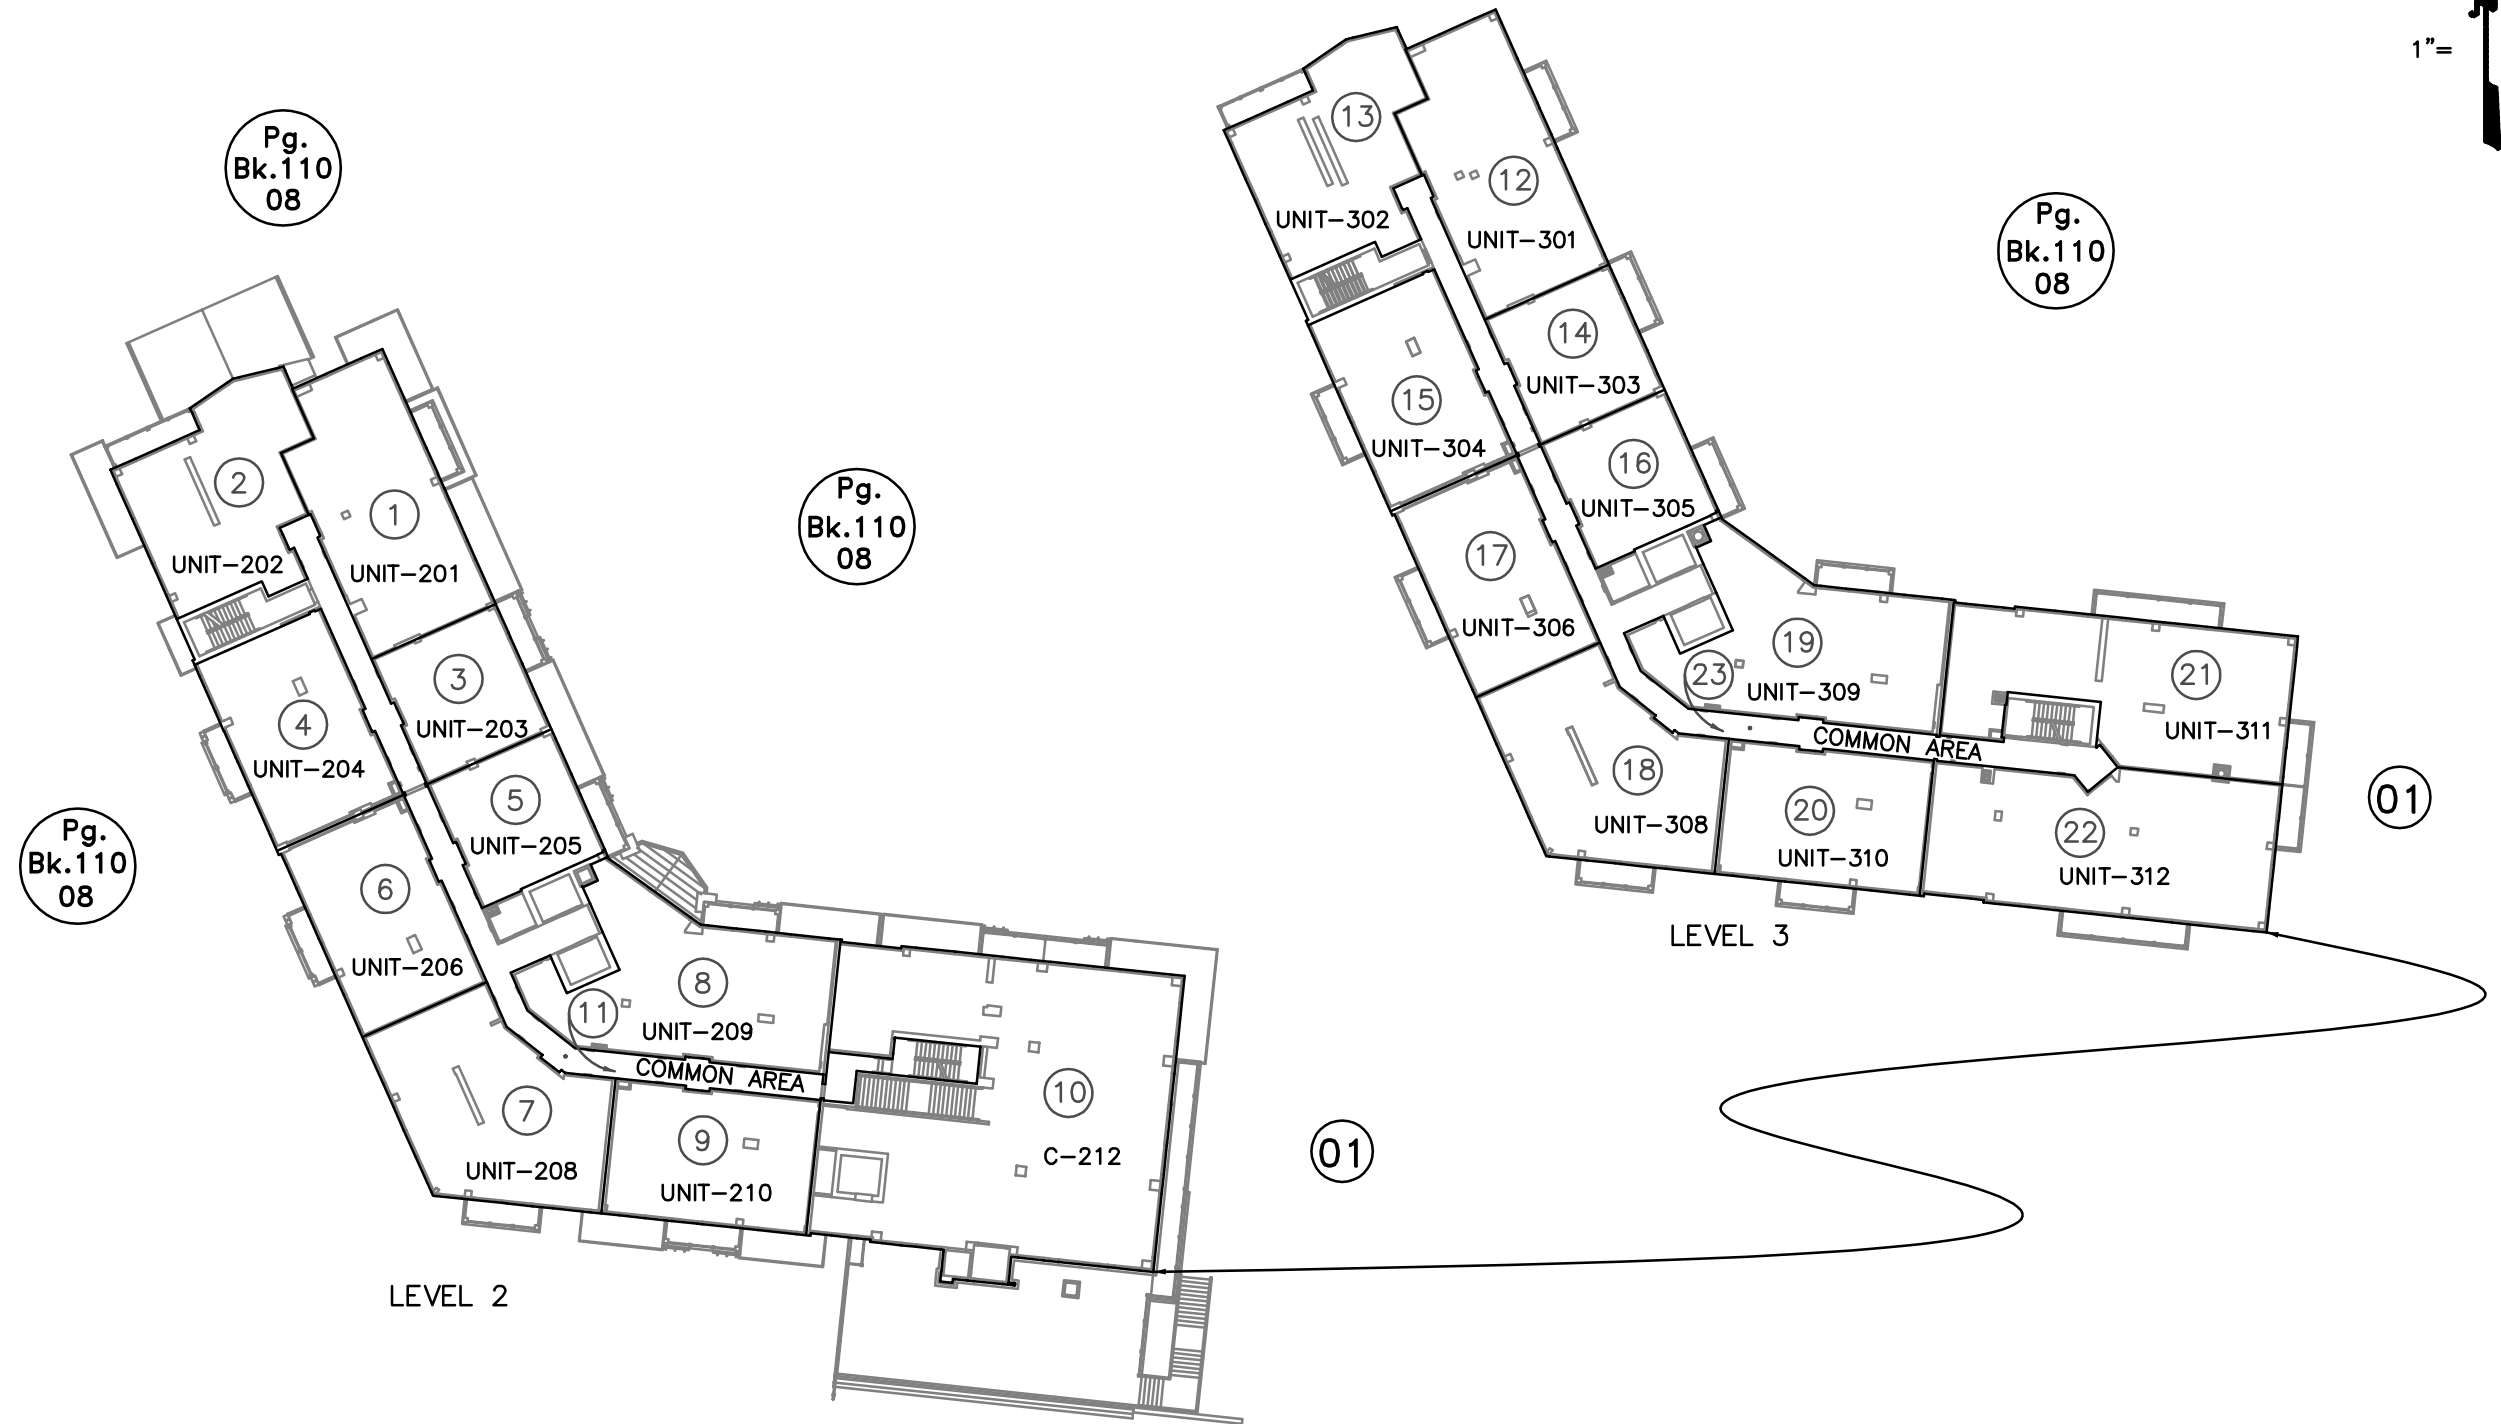 1"=
Pg.
Bk.110
08
2
1
UNIT-202
UNIT-201
3
4
UNIT-203
UNIT-204
5
UNIT-205
6
UNIT-206
8
11
UNIT-209
COMMON AREA
7
9
10
UNIT-208
UNIT-210
C-212
LEVEL 2
Pg.
Bk.110
08
Pg.
Bk.110
08
01
13
12
UNIT-302
UNIT-301
14
UNIT-303
15
UNIT-304
16
UNIT-305
17
UNIT-306
19
23
UNIT-309
21
UNIT-311
COMMON AREA
18
20
22
UNIT-308
UNIT-310
UNIT-312
LEVEL 3
Pg.
Bk.110
08
01